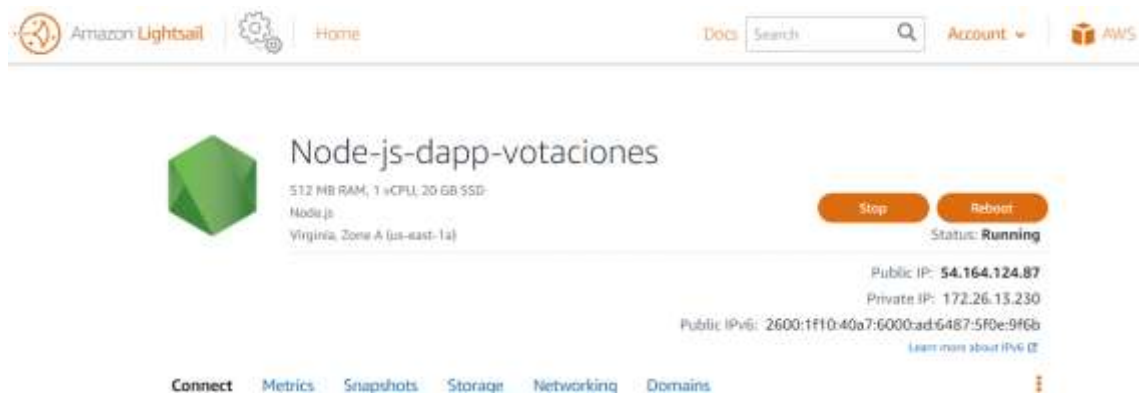 Amazon Lightsail Home Docs Search Account AWS
Node-js-dapp-votaciones
512 MB RAM, 1 vCPU, 20 GB SSD
Node.js
Virginia, Zone A (us-east-1a)
Stop Reboot
Status: Running
Public IP: 54.164.124.87
Private IP: 172.26.13.230
Public IPv6: 2600:1f10:40a7:6000:ad:6487:5f0e:9f6b
Learn more about IPv6
Connect Metrics Snapshots Storage Networking Domains